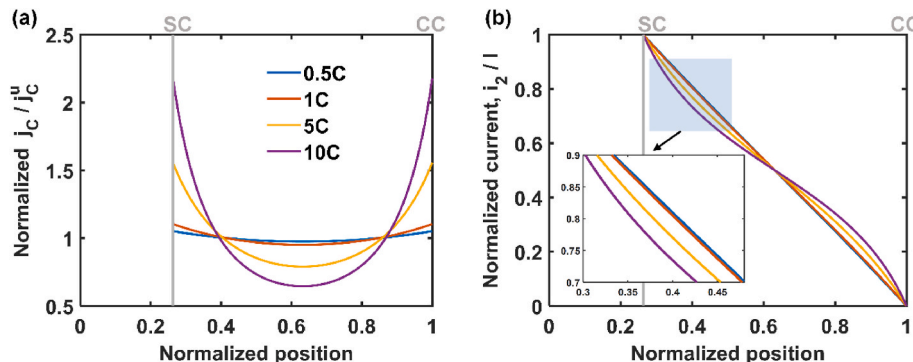 (a)
SC
CC
2.5
2
1.5
1
0.5
Normalized j_C / j_C^u
0.5C
1C
5C
10C
0
0.2
0.4
0.6
0.8
1
Normalized position
(b)
SC
CC
1
0.8
0.6
0.4
0.2
0
Normalized current, i_2 / I
0.9
0.85
0.8
0.75
0.7
0.3
0.35
0.4
0.45
0
0.2
0.4
0.6
0.8
1
Normalized position